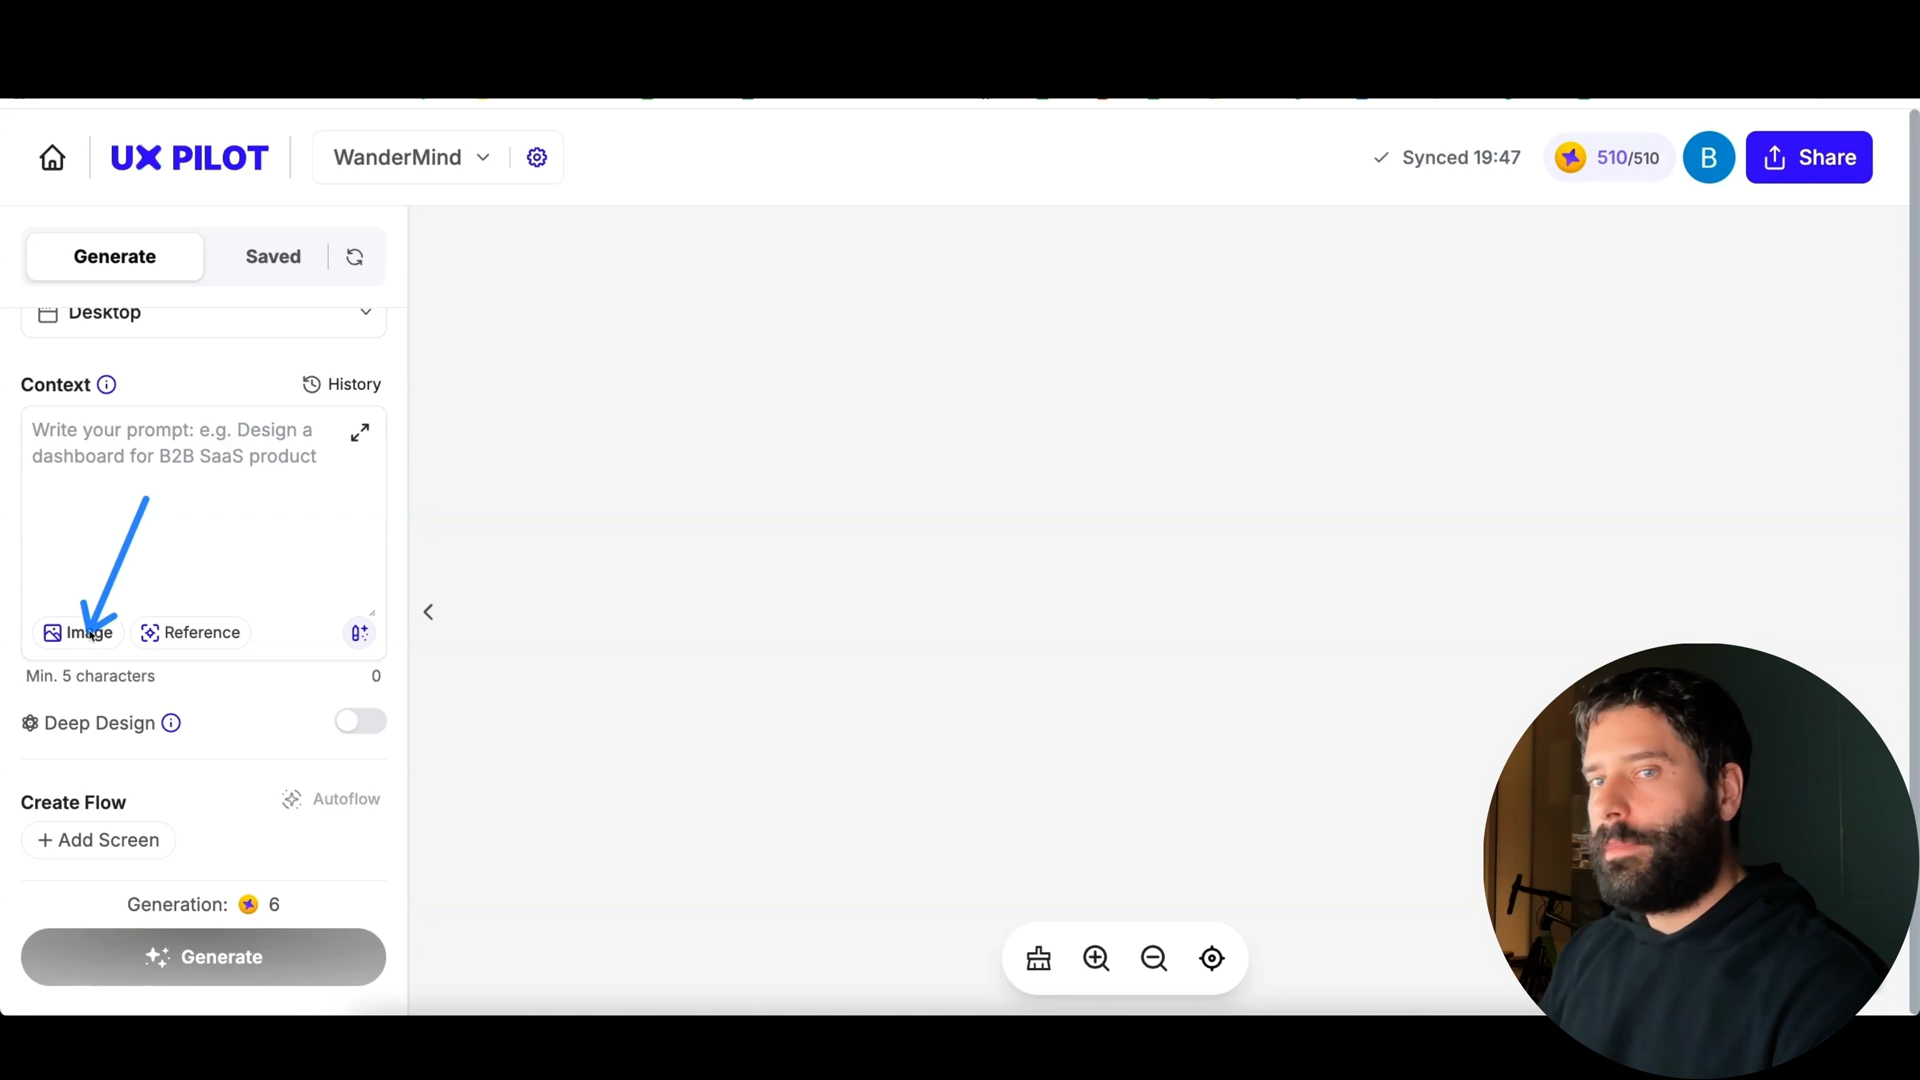 UX PILOT
WanderMind
Synced 19:47
510/510
B
Share
Generate
Saved
Desktop
Context
History
Write your prompt: e.g. Design a
dashboard for B2B SaaS product
Image
Reference
Min. 5 characters
0
Deep Design
Create Flow
Autoflow
+ Add Screen
Generation: 6
Generate